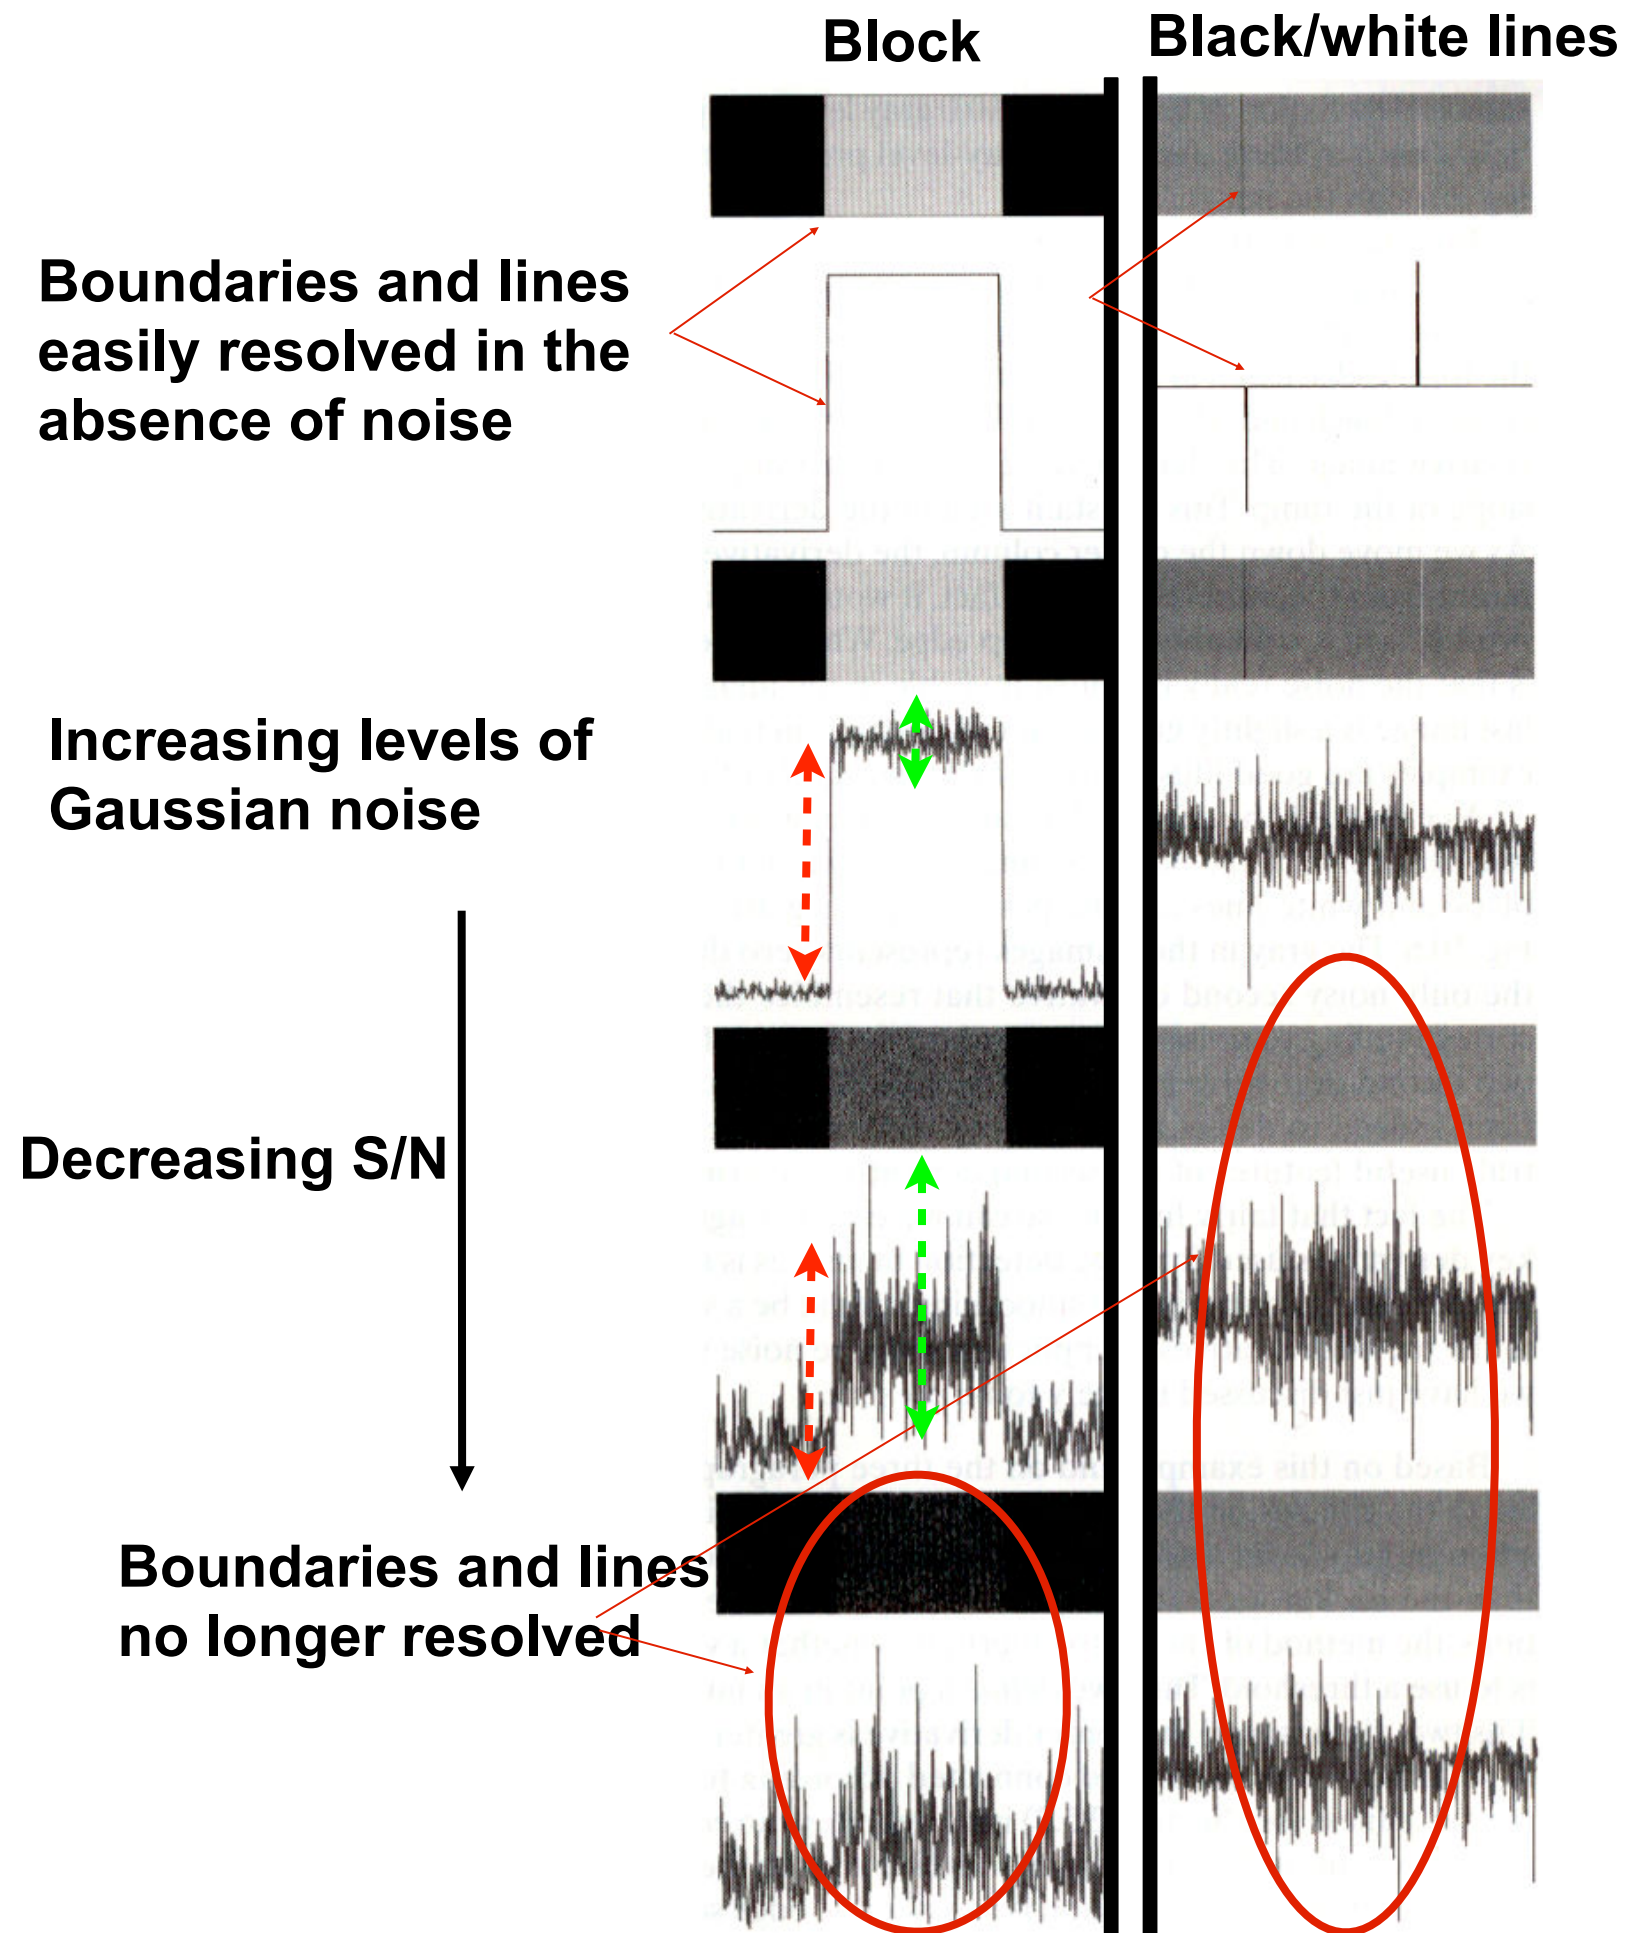 Block
Black/white lines
Boundaries and lines
easily resolved in the
absence of noise
Increasing levels of
Gaussian noise
Decreasing S/N
Boundaries and lines
no longer resolved